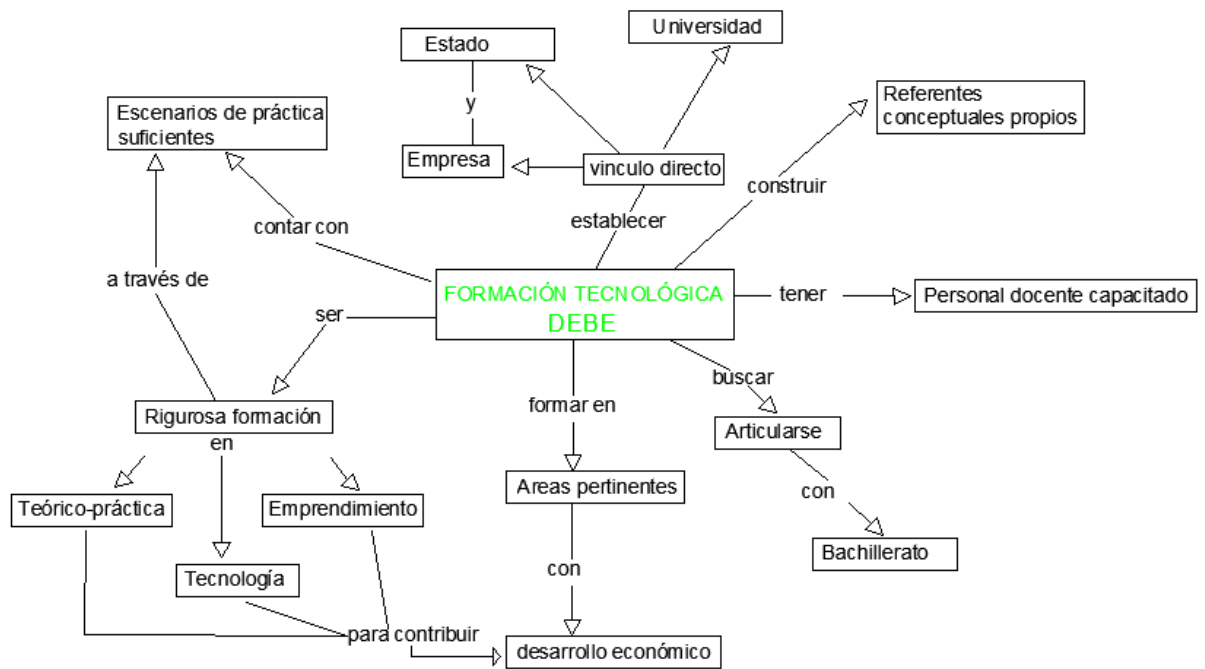 Universidad
Estado
y
Empresa
vinculo directo
establecer
Escenarios de práctica
suficientes
Referentes
conceptuales propios
construir
contar con
a través de
FORMACIÓN TECNOLÓGICA
DEBE
tener
Personal docente capacitado
ser
buscar
formar en
Rigurosa formación
en
Articularse
con
Teórico-práctica
Emprendimiento
Areas pertinentes
Bachillerato
Tecnología
con
para contribuir
desarrollo económico